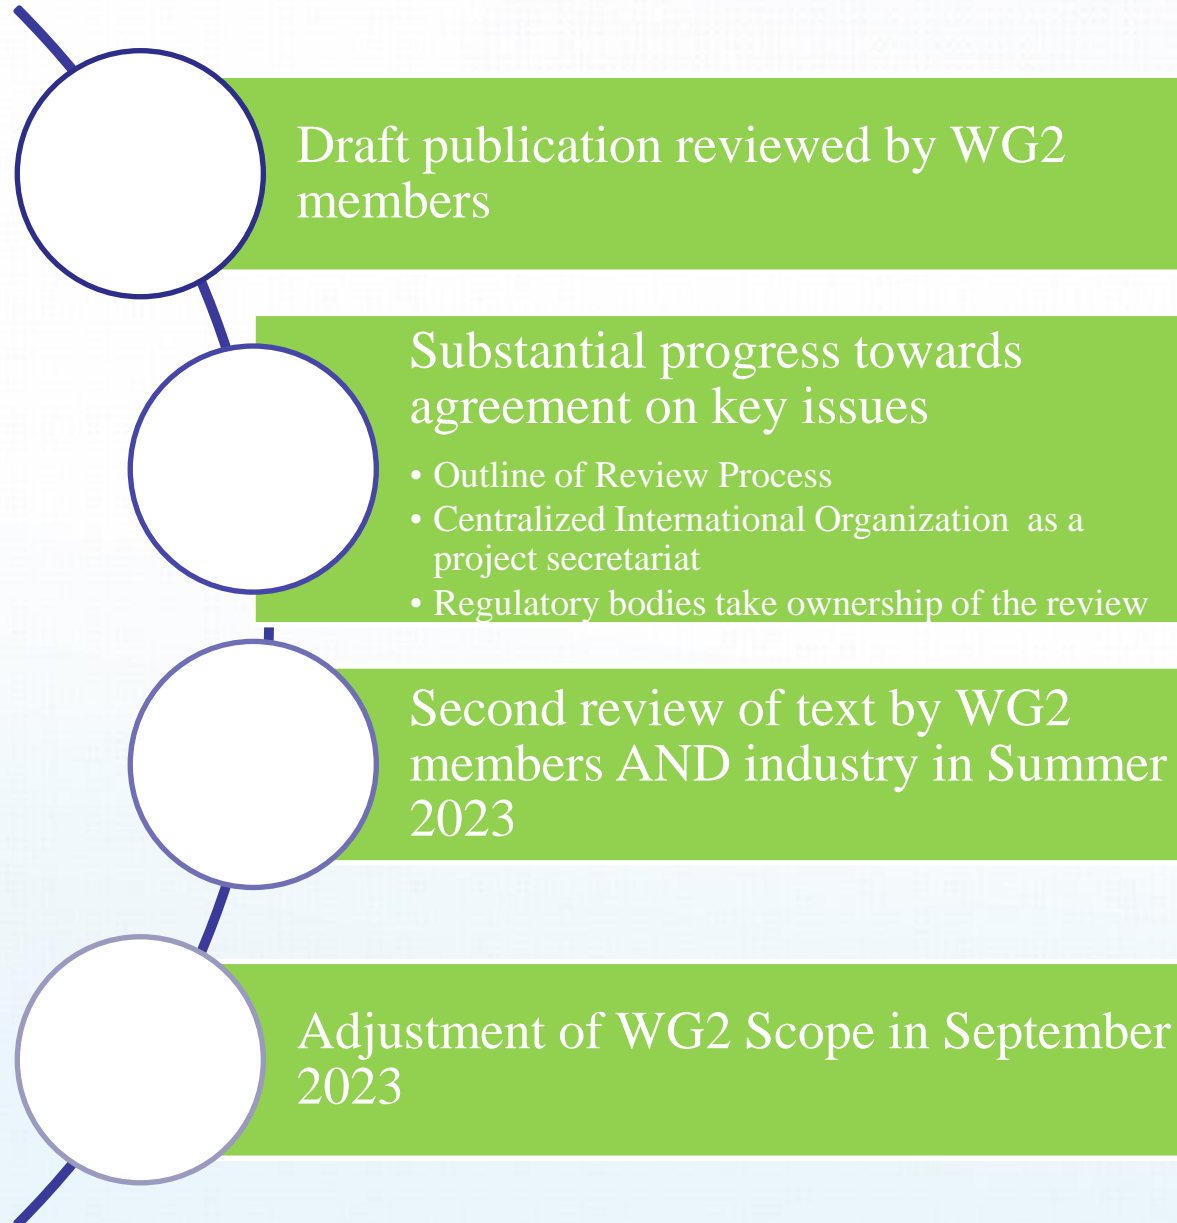 Draft publication reviewed by WG2
members
Substantial progress towards
agreement on key issues
• Outline of Review Process
• Centralized International Organization  as a
project secretariat
• Regulatory bodies take ownership of the review
Second review of text by WG2
members AND industry in Summer
2023
Adjustment of WG2 Scope in September
2023